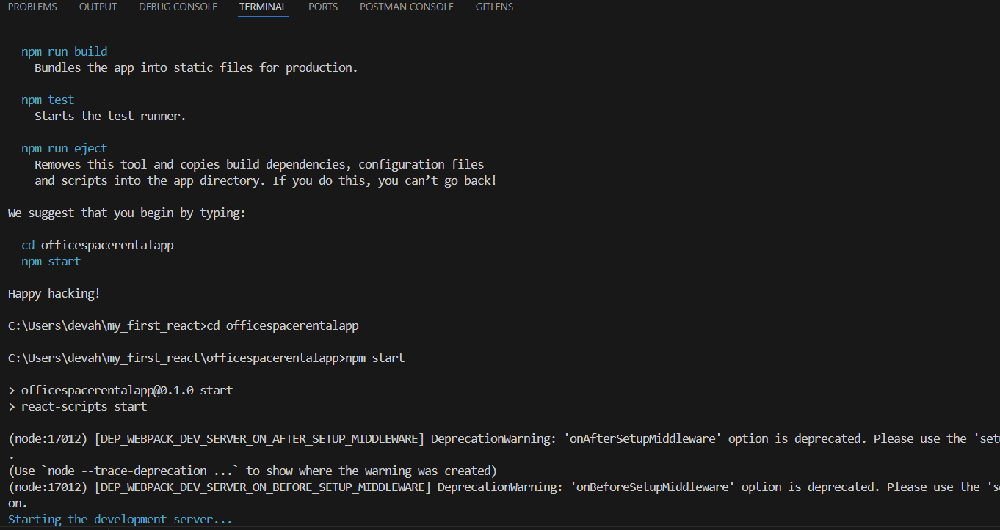 PROBLEMS OUTPUT DEBUG CONSOLE TERMINAL PORTS POSTMAN CONSOLE GITLENS
npm run build
Bundles the app into static files for production.
npm test
Starts the test runner.
npm run eject
Removes this tool and copies build dependencies, configuration files
and scripts into the app directory. If you do this, you can’t go back!
We suggest that you begin by typing:
cd officespacerentalapp
npm start
Happy hacking!
C:\Users\devah\my_first_react>cd officespacerentalapp
C:\Users\devah\my_first_react\officespacerentalapp>npm start
> officespacerentalapp@0.1.0 start
> react-scripts start
(node:17012) [DEP_WEBPACK_DEV_SERVER_ON_AFTER_SETUP_MIDDLEWARE] DeprecationWarning: 'onAfterSetupMiddleware' option is deprecated. Please use the
.
(Use `node --trace-deprecation ...` to show where the warning was created)
(node:17012) [DEP_WEBPACK_DEV_SERVER_ON_BEFORE_SETUP_MIDDLEWARE] DeprecationWarning: 'onBeforeSetupMiddleware' option is deprecated. Please use the
on.
Starting the development server...